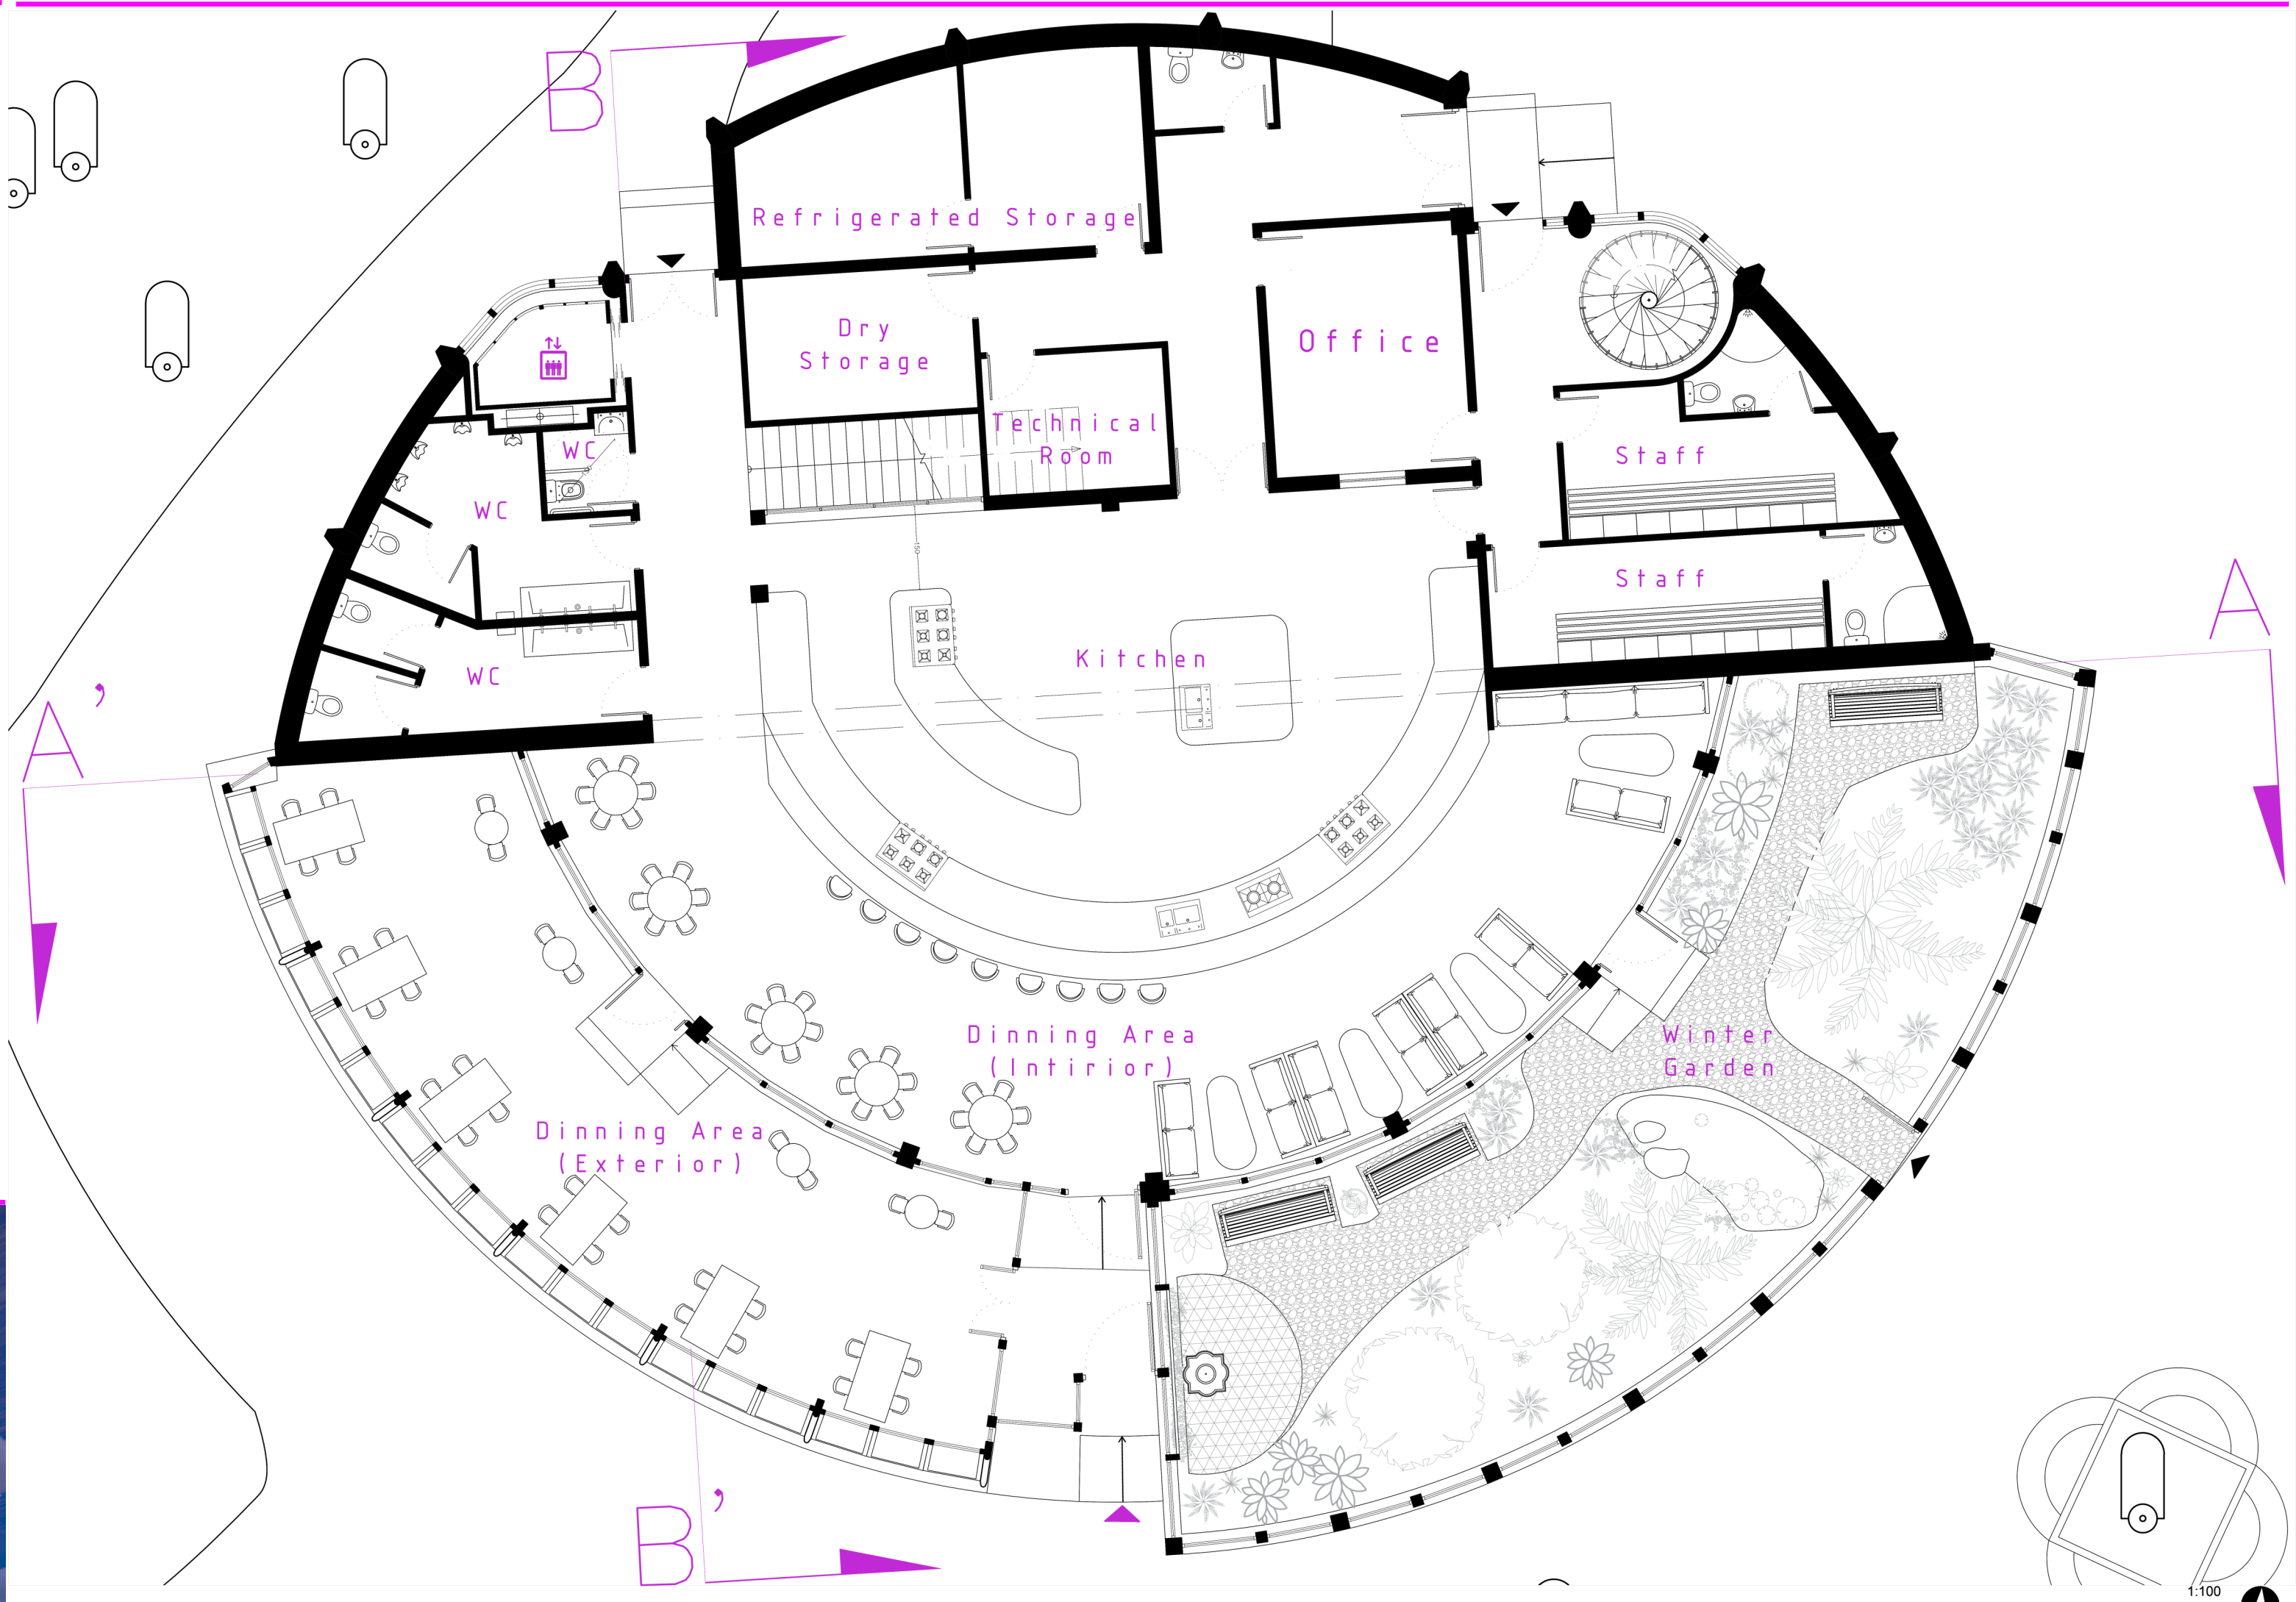 B
Refrigerated Storage
Dry
Storage
Office
Technical
Room
WC
WC
WC
Staff
Staff
150
Kitchen
A
A’
Dinning Area
(Intirior)
Winter
Garden
Dinning Area
(Exterior)
B’
1:100